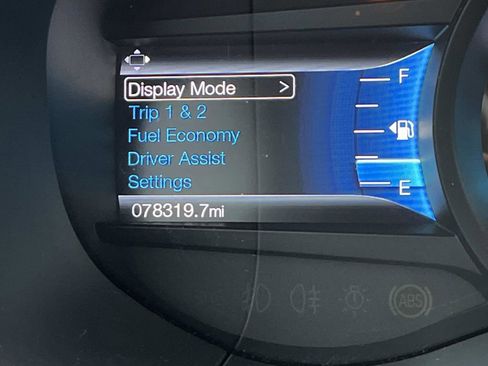 Display Mode >
Trip 1 & 2
Fuel Economy
Driver Assist
Settings
078319.7mi
F
E
ABS